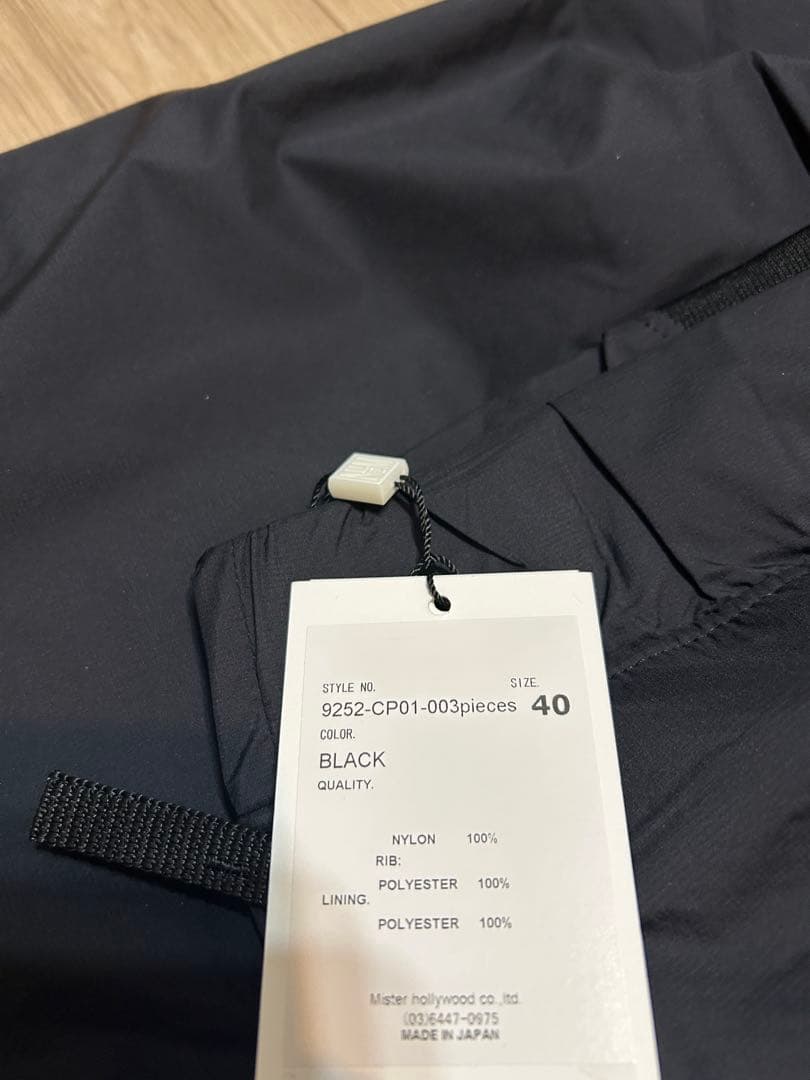 STYLE NO. SIZE.
9252-CP01-003pieces 40
COLOR.
BLACK
QUALITY.
NYLON 100%
RIB:
POLYESTER 100%
LINING.
POLYESTER 100%
Mister hollywood co.,ltd.
(03)6447-0975
MADE IN JAPAN